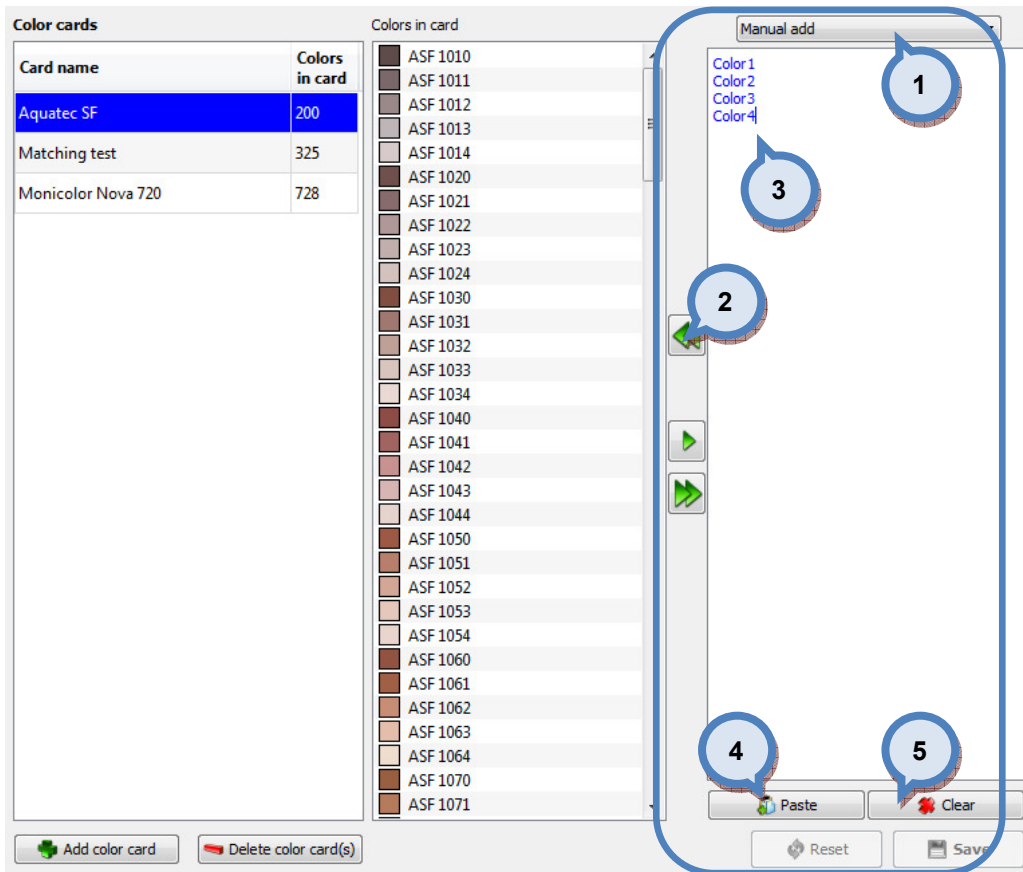 Color cards
Card name
Colors
in card
Aquatec SF
200
Matching test
325
Monicolor Nova 720
728
Colors in card
ASF 1010
ASF 1011
ASF 1012
ASF 1013
ASF 1014
ASF 1020
ASF 1021
ASF 1022
ASF 1023
ASF 1024
ASF 1030
ASF 1031
ASF 1032
ASF 1033
ASF 1034
ASF 1040
ASF 1041
ASF 1042
ASF 1043
ASF 1044
ASF 1050
ASF 1051
ASF 1052
ASF 1053
ASF 1054
ASF 1060
ASF 1061
ASF 1062
ASF 1063
ASF 1064
ASF 1070
ASF 1071
Manual add
Color1
Color2
Color3
Color4
1
3
2
4
5
Paste
Clear
Add color card
Delete color card(s)
Reset
Save